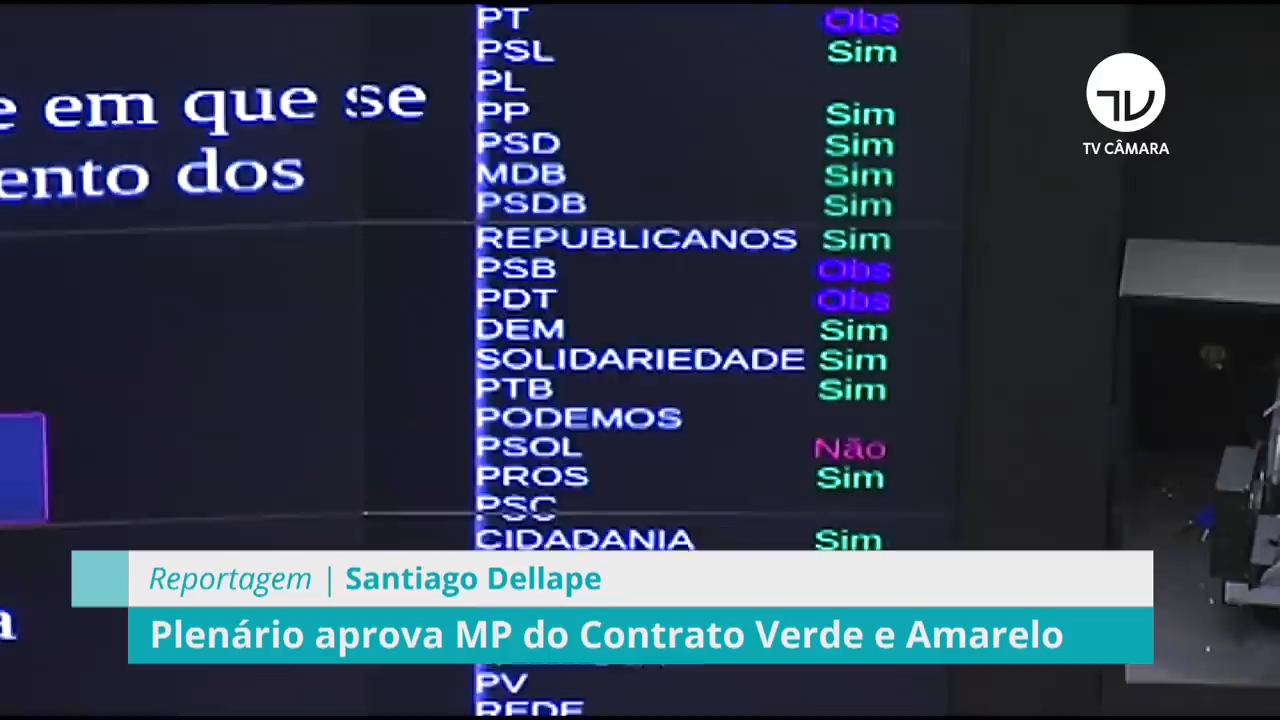 e em que se
ento dos
a
PT Obs
PSL Sim
PL
PP Sim
PSD Sim
MDB Sim
PSDB Sim
REPUBLICANOS Sim
PSB Obs
PDT Obs
DEM Sim
SOLIDARIEDADE Sim
PTB Sim
PODEMOS
PSOL Não
PROS Sim
PSC
CIDADANIA Sim
PV
REDE
TV CÂMARA
Reportagem | Santiago Dellape
Plenário aprova MP do Contrato Verde e Amarelo